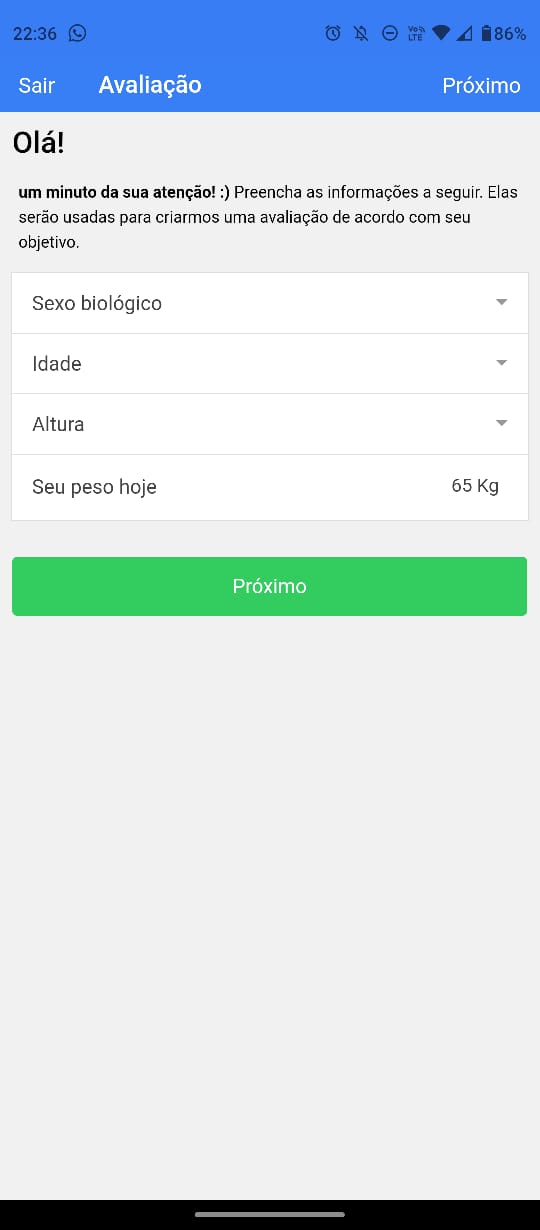 22:36
Vo
LTE
86%
Sair
Avaliação
Próximo
Olá!
um minuto da sua atenção! :) Preencha as informações a seguir. Elas
serão usadas para criarmos uma avaliação de acordo com seu
objetivo.
Sexo biológico
Idade
Altura
Seu peso hoje
65 Kg
Próximo